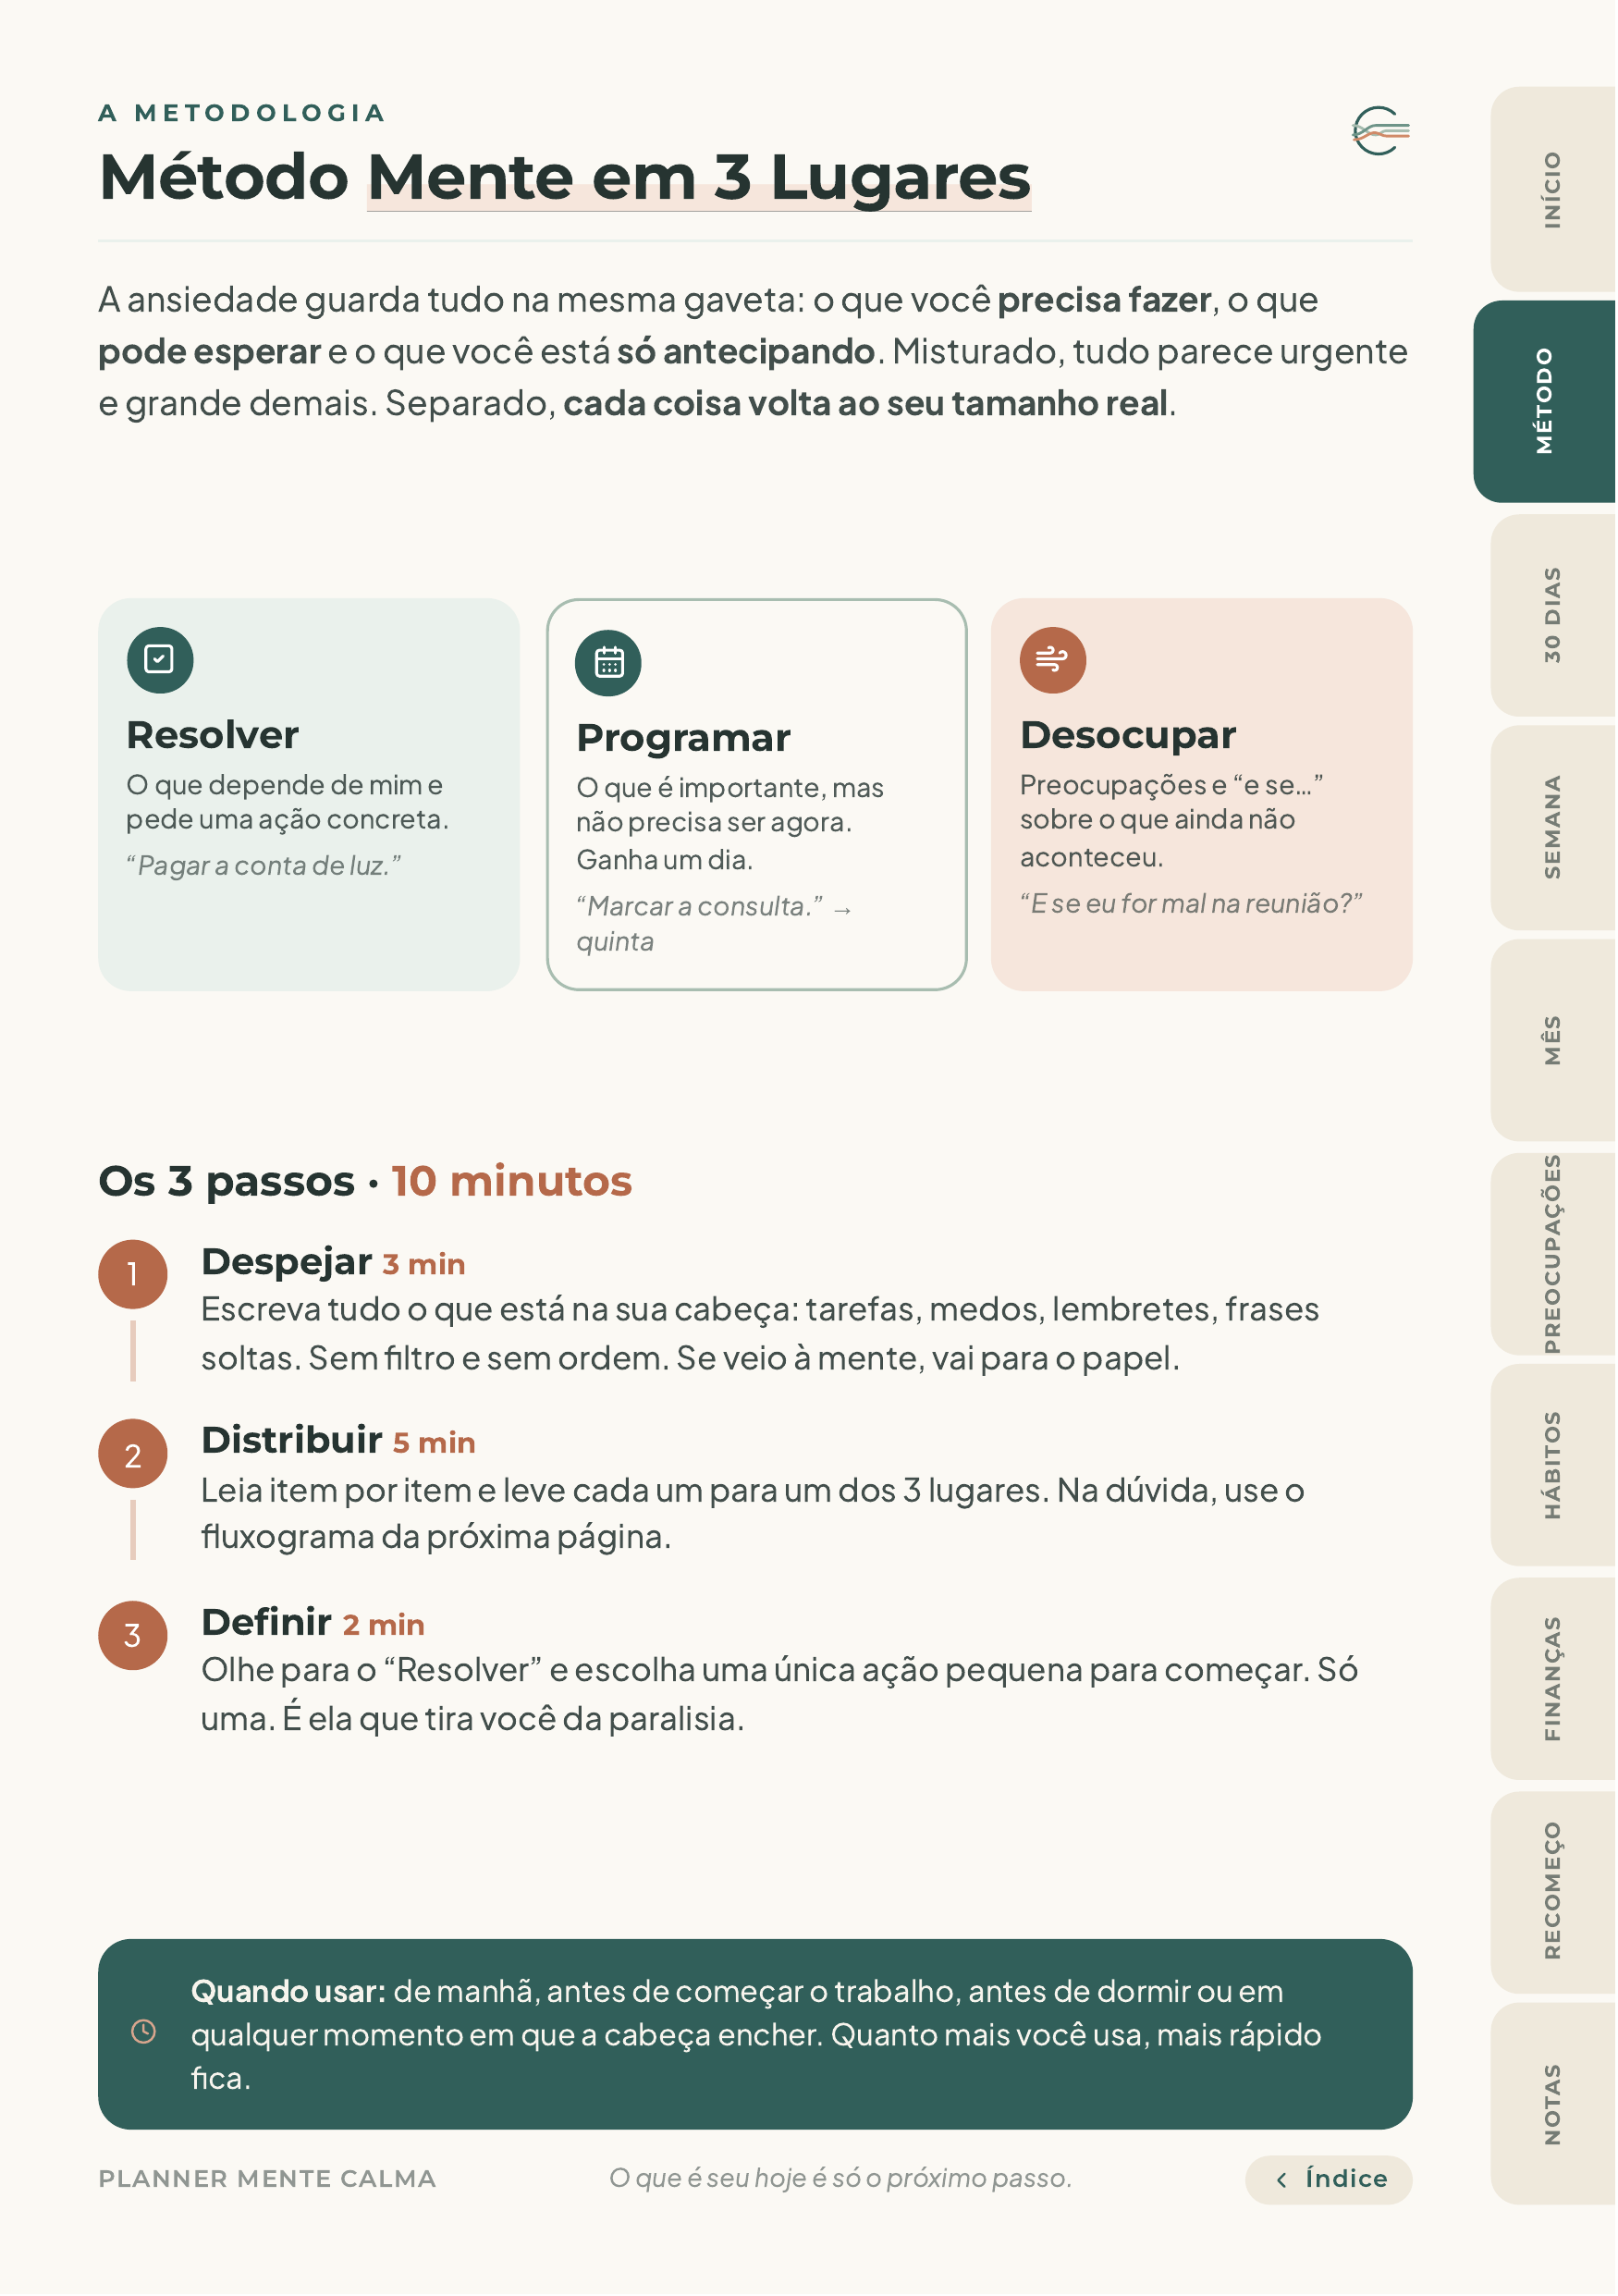 A METODOLOGIA
Método Mente em 3 Lugares
A ansiedade guarda tudo na mesma gaveta: o que você precisa fazer, o que
pode esperar e o que você está só antecipando. Misturado, tudo parece urgente
e grande demais. Separado, cada coisa volta ao seu tamanho real.
Resolver
O que depende de mim e
pede uma ação concreta.
“Pagar a conta de luz.”
Programar
O que é importante, mas
não precisa ser agora.
Ganha um dia.
“Marcar a consulta.” →
quinta
Desocupar
Preocupações e “e se...”
sobre o que ainda não
aconteceu.
“E se eu for mal na reunião?”
Os 3 passos · 10 minutos
1
Despejar 3 min
Escreva tudo o que está na sua cabeça: tarefas, medos, lembretes, frases
soltas. Sem filtro e sem ordem. Se veio à mente, vai para o papel.
2
Distribuir 5 min
Leia item por item e leve cada um para um dos 3 lugares. Na dúvida, use o
fluxograma da próxima página.
3
Definir 2 min
Olhe para o “Resolver” e escolha uma única ação pequena para começar. Só
uma. É ela que tira você da paralisia.
Quando usar: de manhã, antes de começar o trabalho, antes de dormir ou em
qualquer momento em que a cabeça encher. Quanto mais você usa, mais rápido
fica.
PLANNER MENTE CALMA
O que é seu hoje é só o próximo passo.
‹ Índice
INÍCIO
MÉTODO
30 DIAS
SEMANA
MÊS
PREOCUPAÇÕES
HÁBITOS
FINANÇAS
RECOMEÇO
NOTAS